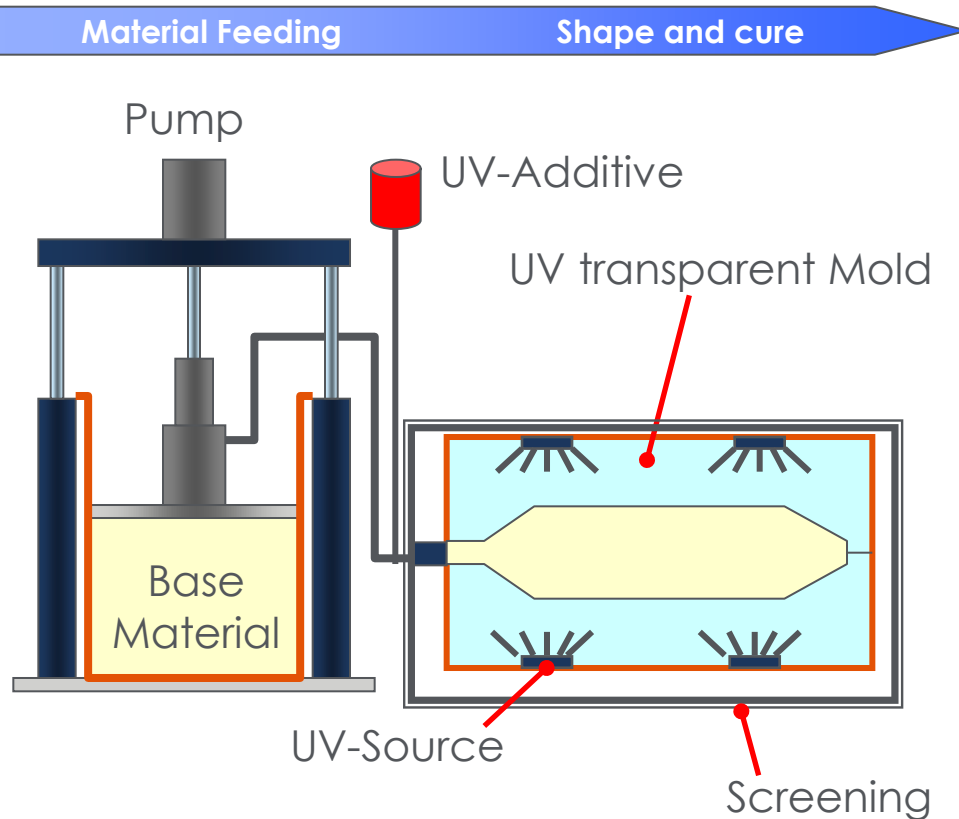 Material Feeding
Shape and cure
Pump
UV-Additive
UV transparent Mold
Base
Material
UV-Source
Screening